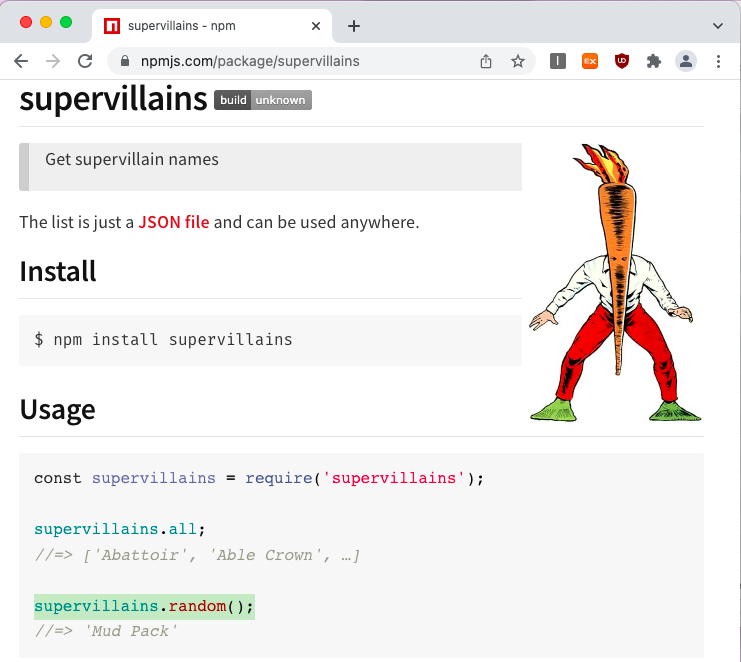 supervillains - npm
npmjs.com/package/supervillains
supervillains build unknown
Get supervillain names
The list is just a JSON file and can be used anywhere.
Install
$ npm install supervillains
Usage
const supervillains = require('supervillains');
supervillains.all;
//=> ['Abattoir', 'Able Crown', …]
supervillains.random();
//=> 'Mud Pack'